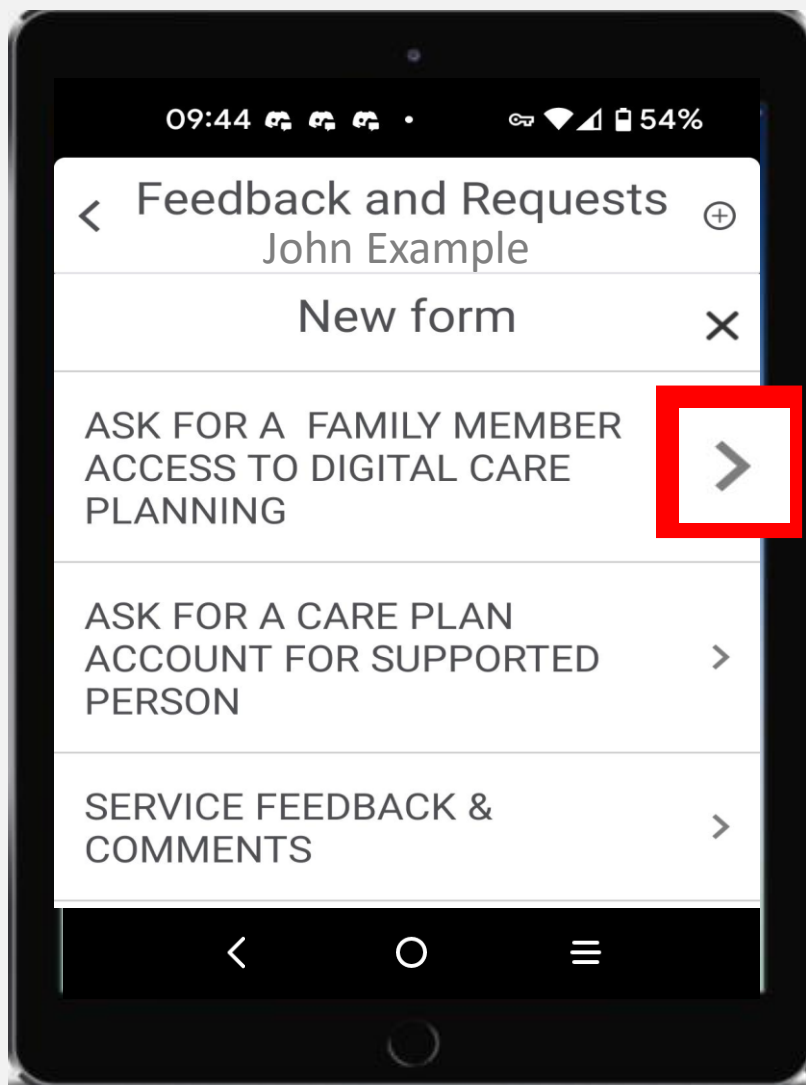 09:44 54%
Feedback and Requests
John Example
New form
ASK FOR A  FAMILY MEMBER
ACCESS TO DIGITAL CARE
PLANNING
ASK FOR A CARE PLAN
ACCOUNT FOR SUPPORTED
PERSON
SERVICE FEEDBACK &
COMMENTS